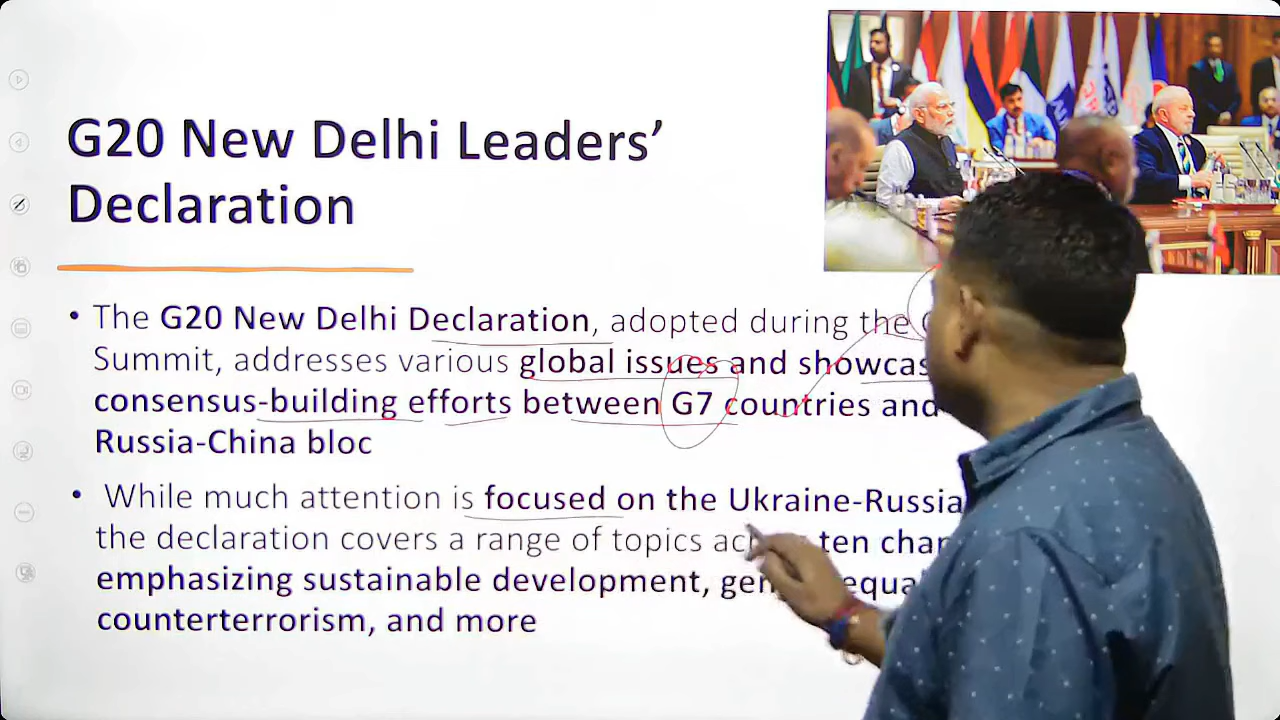 G20 New Delhi Leaders’
Declaration
• The G20 New Delhi Declaration, adopted during the
Summit, addresses various global issues and showcas
consensus-building efforts between G7 countries and
Russia-China bloc
• While much attention is focused on the Ukraine-Russia
the declaration covers a range of topics ten chap
emphasizing sustainable development,
counterterrorism, and more